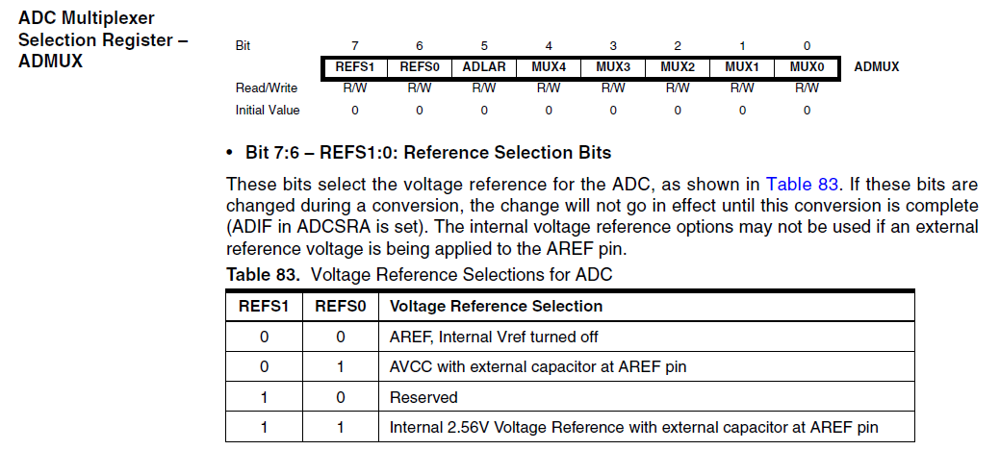 ADC Multiplexer
Selection Register –
ADMUX
Bit 7 6 5 4 3 2 1 0
REFS1 REFS0 ADLAR MUX4 MUX3 MUX2 MUX1 MUX0 ADMUX
Read/Write R/W R/W R/W R/W R/W R/W R/W R/W
Initial Value 0 0 0 0 0 0 0 0
• Bit 7:6 – REFS1:0: Reference Selection Bits
These bits select the voltage reference for the ADC, as shown in Table 83. If these bits are
changed during a conversion, the change will not go in effect until this conversion is complete
(ADIF in ADCSRA is set). The internal voltage reference options may not be used if an external
reference voltage is being applied to the AREF pin.
Table 83. Voltage Reference Selections for ADC
REFS1 REFS0 Voltage Reference Selection
0 0 AREF, Internal Vref turned off
0 1 AVCC with external capacitor at AREF pin
1 0 Reserved
1 1 Internal 2.56V Voltage Reference with external capacitor at AREF pin